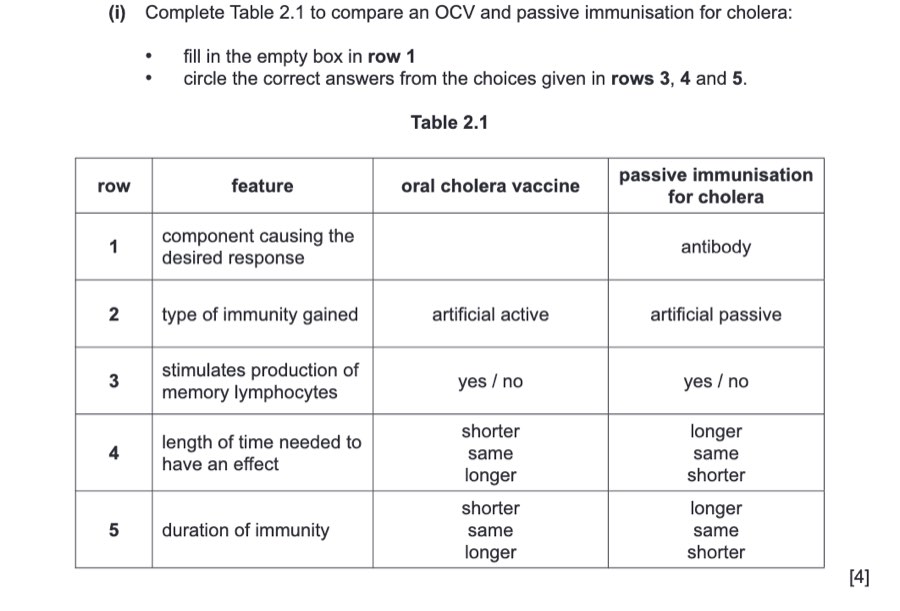 (i) Complete Table 2.1 to compare an OCV and passive immunisation for cholera:
• fill in the empty box in row 1
• circle the correct answers from the choices given in rows 3, 4 and 5.
Table 2.1
row feature oral cholera vaccine passive immunisation
for cholera
1 component causing the
desired response antibody
2 type of immunity gained artificial active artificial passive
3 stimulates production of
memory lymphocytes yes / no yes / no
4 length of time needed to
have an effect shorter
same
longer longer
same
shorter
5 duration of immunity shorter
same
longer longer
same
shorter
[4]